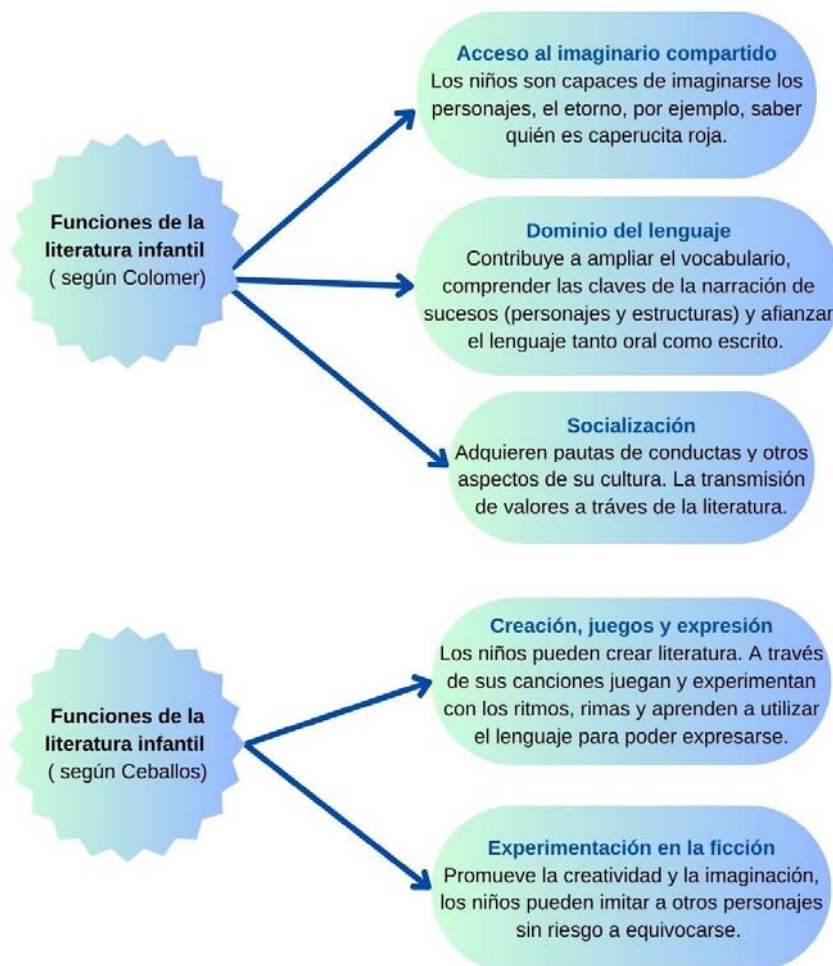 Funciones de la
literatura infantil
( según Colomer)
Acceso al imaginario compartido
Los niños son capaces de imaginarse los
personajes, el etorno, por ejemplo, saber
quién es caperucita roja.
Dominio del lenguaje
Contribuye a ampliar el vocabulario,
comprender las claves de la narración de
sucesos (personajes y estructuras) y afianzar
el lenguaje tanto oral como escrito.
Socialización
Adquieren pautas de conductas y otros
aspectos de su cultura. La transmisión
de valores a tráves de la literatura.
Funciones de la
literatura infantil
( según Ceballos)
Creación, juegos y expresión
Los niños pueden crear literatura. A través
de sus canciones juegan y experimentan
con los ritmos, rimas y aprenden a utilizar
el lenguaje para poder expresarse.
Experimentación en la ficción
Promueve la creatividad y la imaginación,
los niños pueden imitar a otros personajes
sin riesgo a equivocarse.